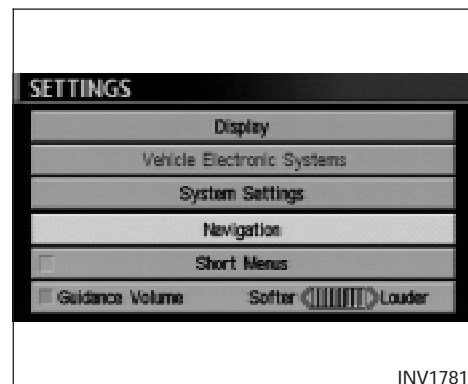 SETTINGS
Display
Vehicle Electronic Systems
System Settings
Navigation
Short Menus
Guidance Volume Softer Louder
INV1781